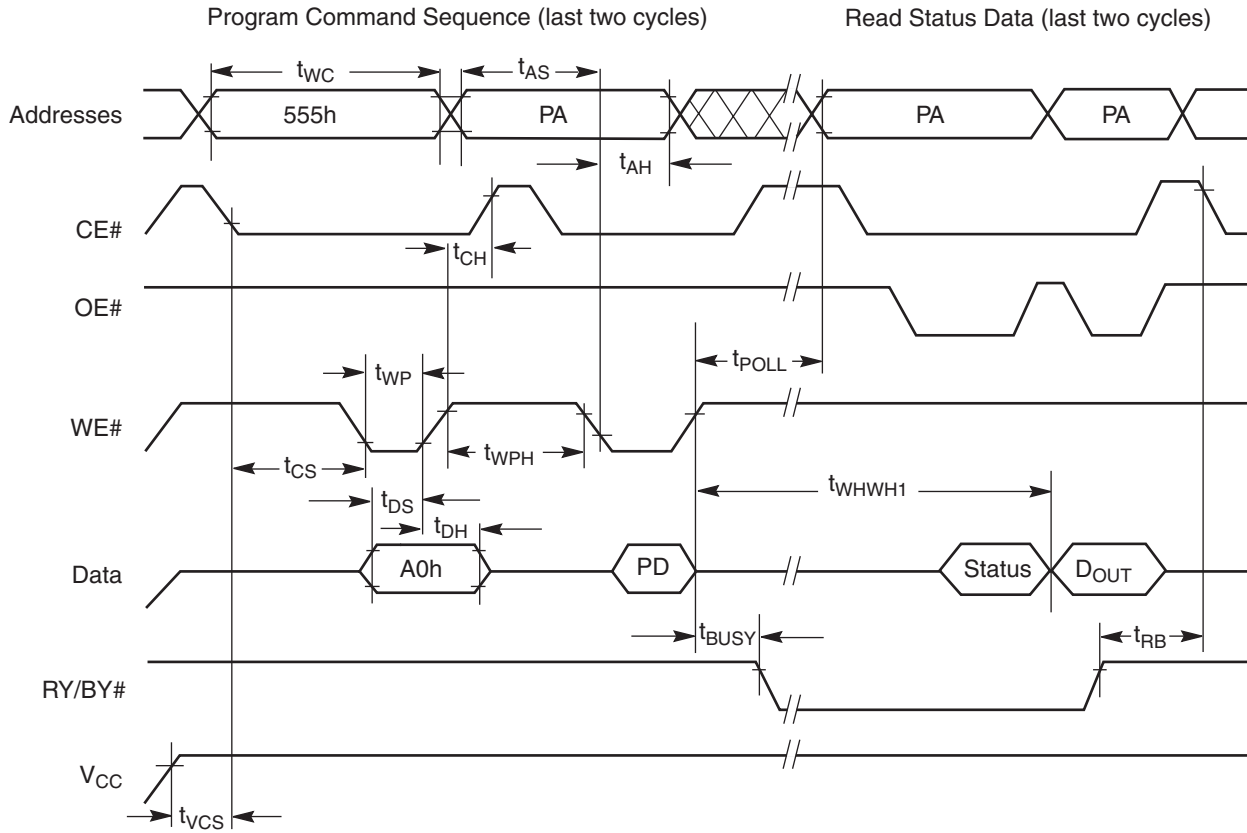 Program Command Sequence (last two cycles) Read Status Data (last two cycles)
tWC tAS
Addresses 555h PA PA PA
tAH
CE#
tCH
OE#
tPOLL
tWP
WE#
tWPH
tCS tWHWH1
tDS
tDH
Data A0h PD Status DOUT
tBUSY tRB
RY/BY#
VCC
tVCS